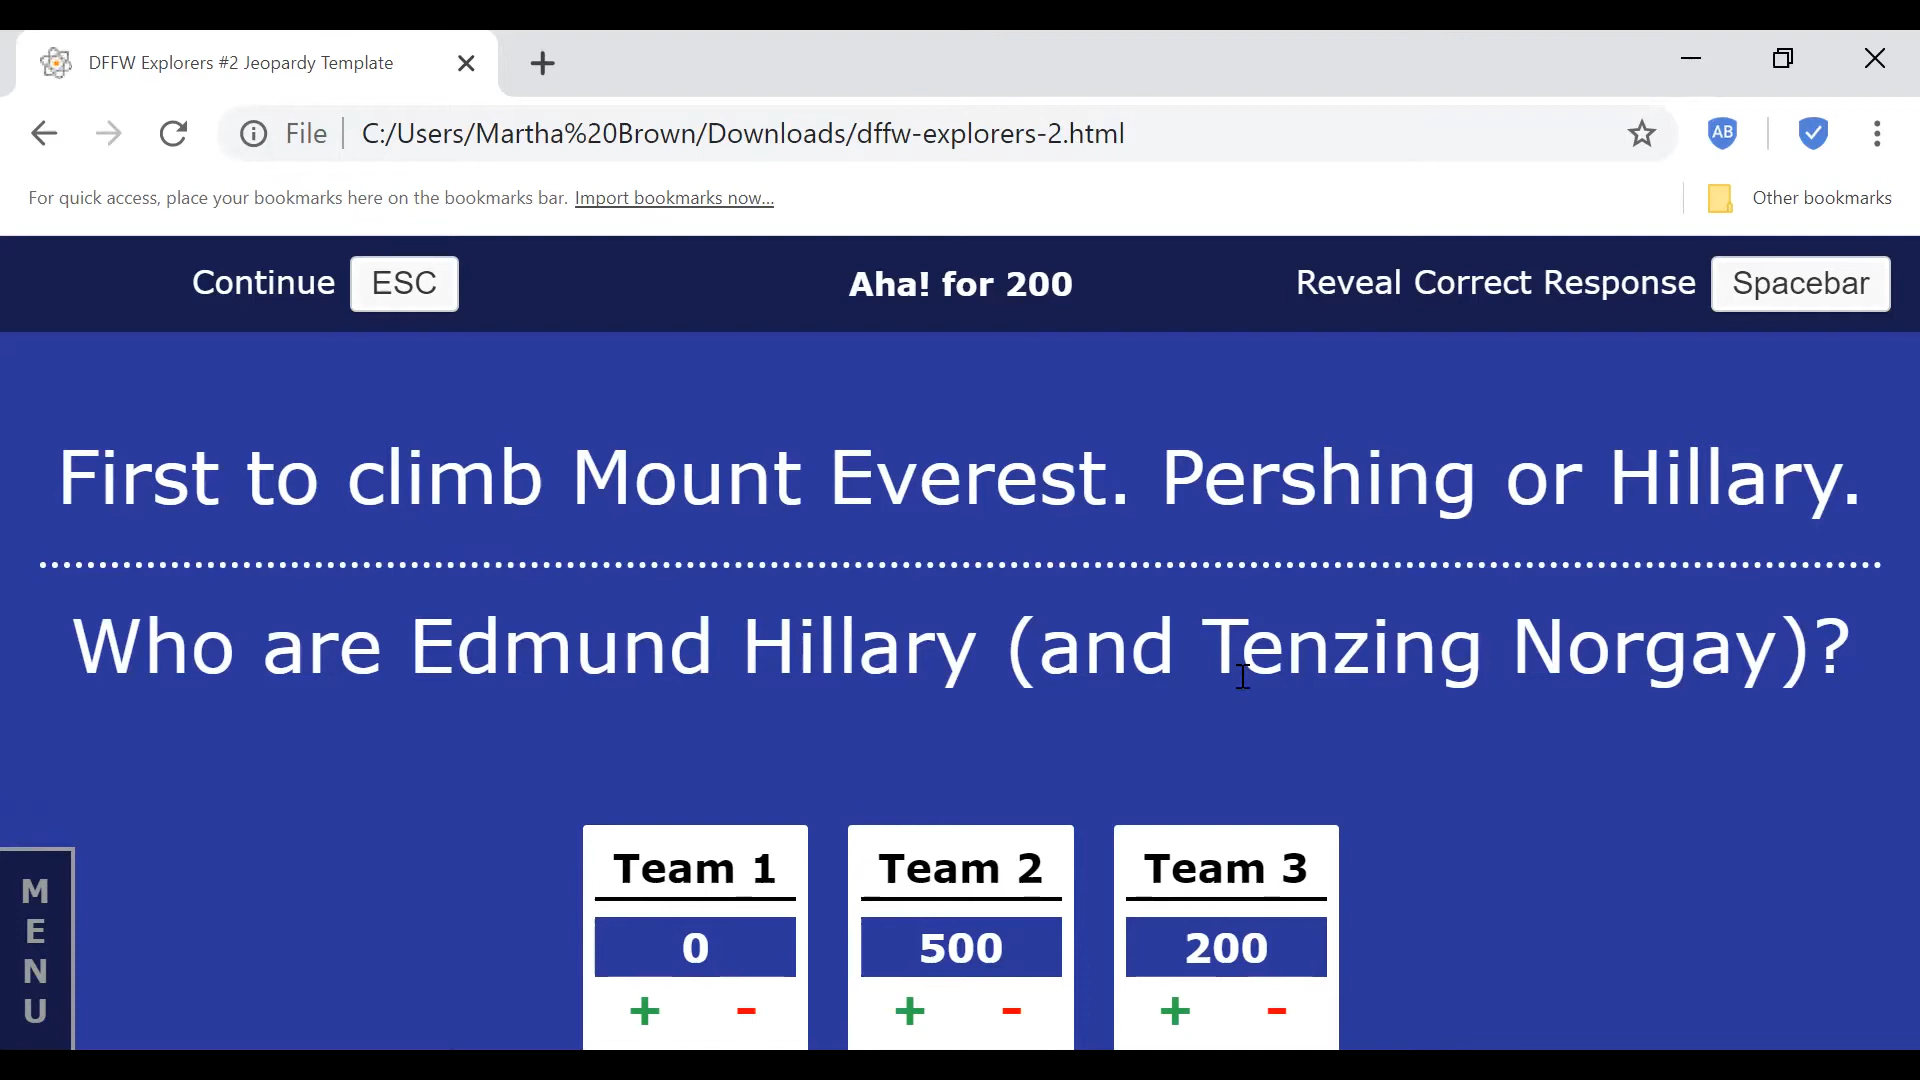 DFFW Explorers #2 Jeopardy Template
File C:/Users/Martha%20Brown/Downloads/dffw-explorers-2.html
AB
For quick access, place your bookmarks here on the bookmarks bar. Import bookmarks now...
Other bookmarks
Continue ESC
Aha! for 200
Reveal Correct Response Spacebar
First to climb Mount Everest. Pershing or Hillary.
Who are Edmund Hillary (and Tenzing Norgay)?
Team 1 Team 2 Team 3
0 500 200
+ - + - + -
MENU